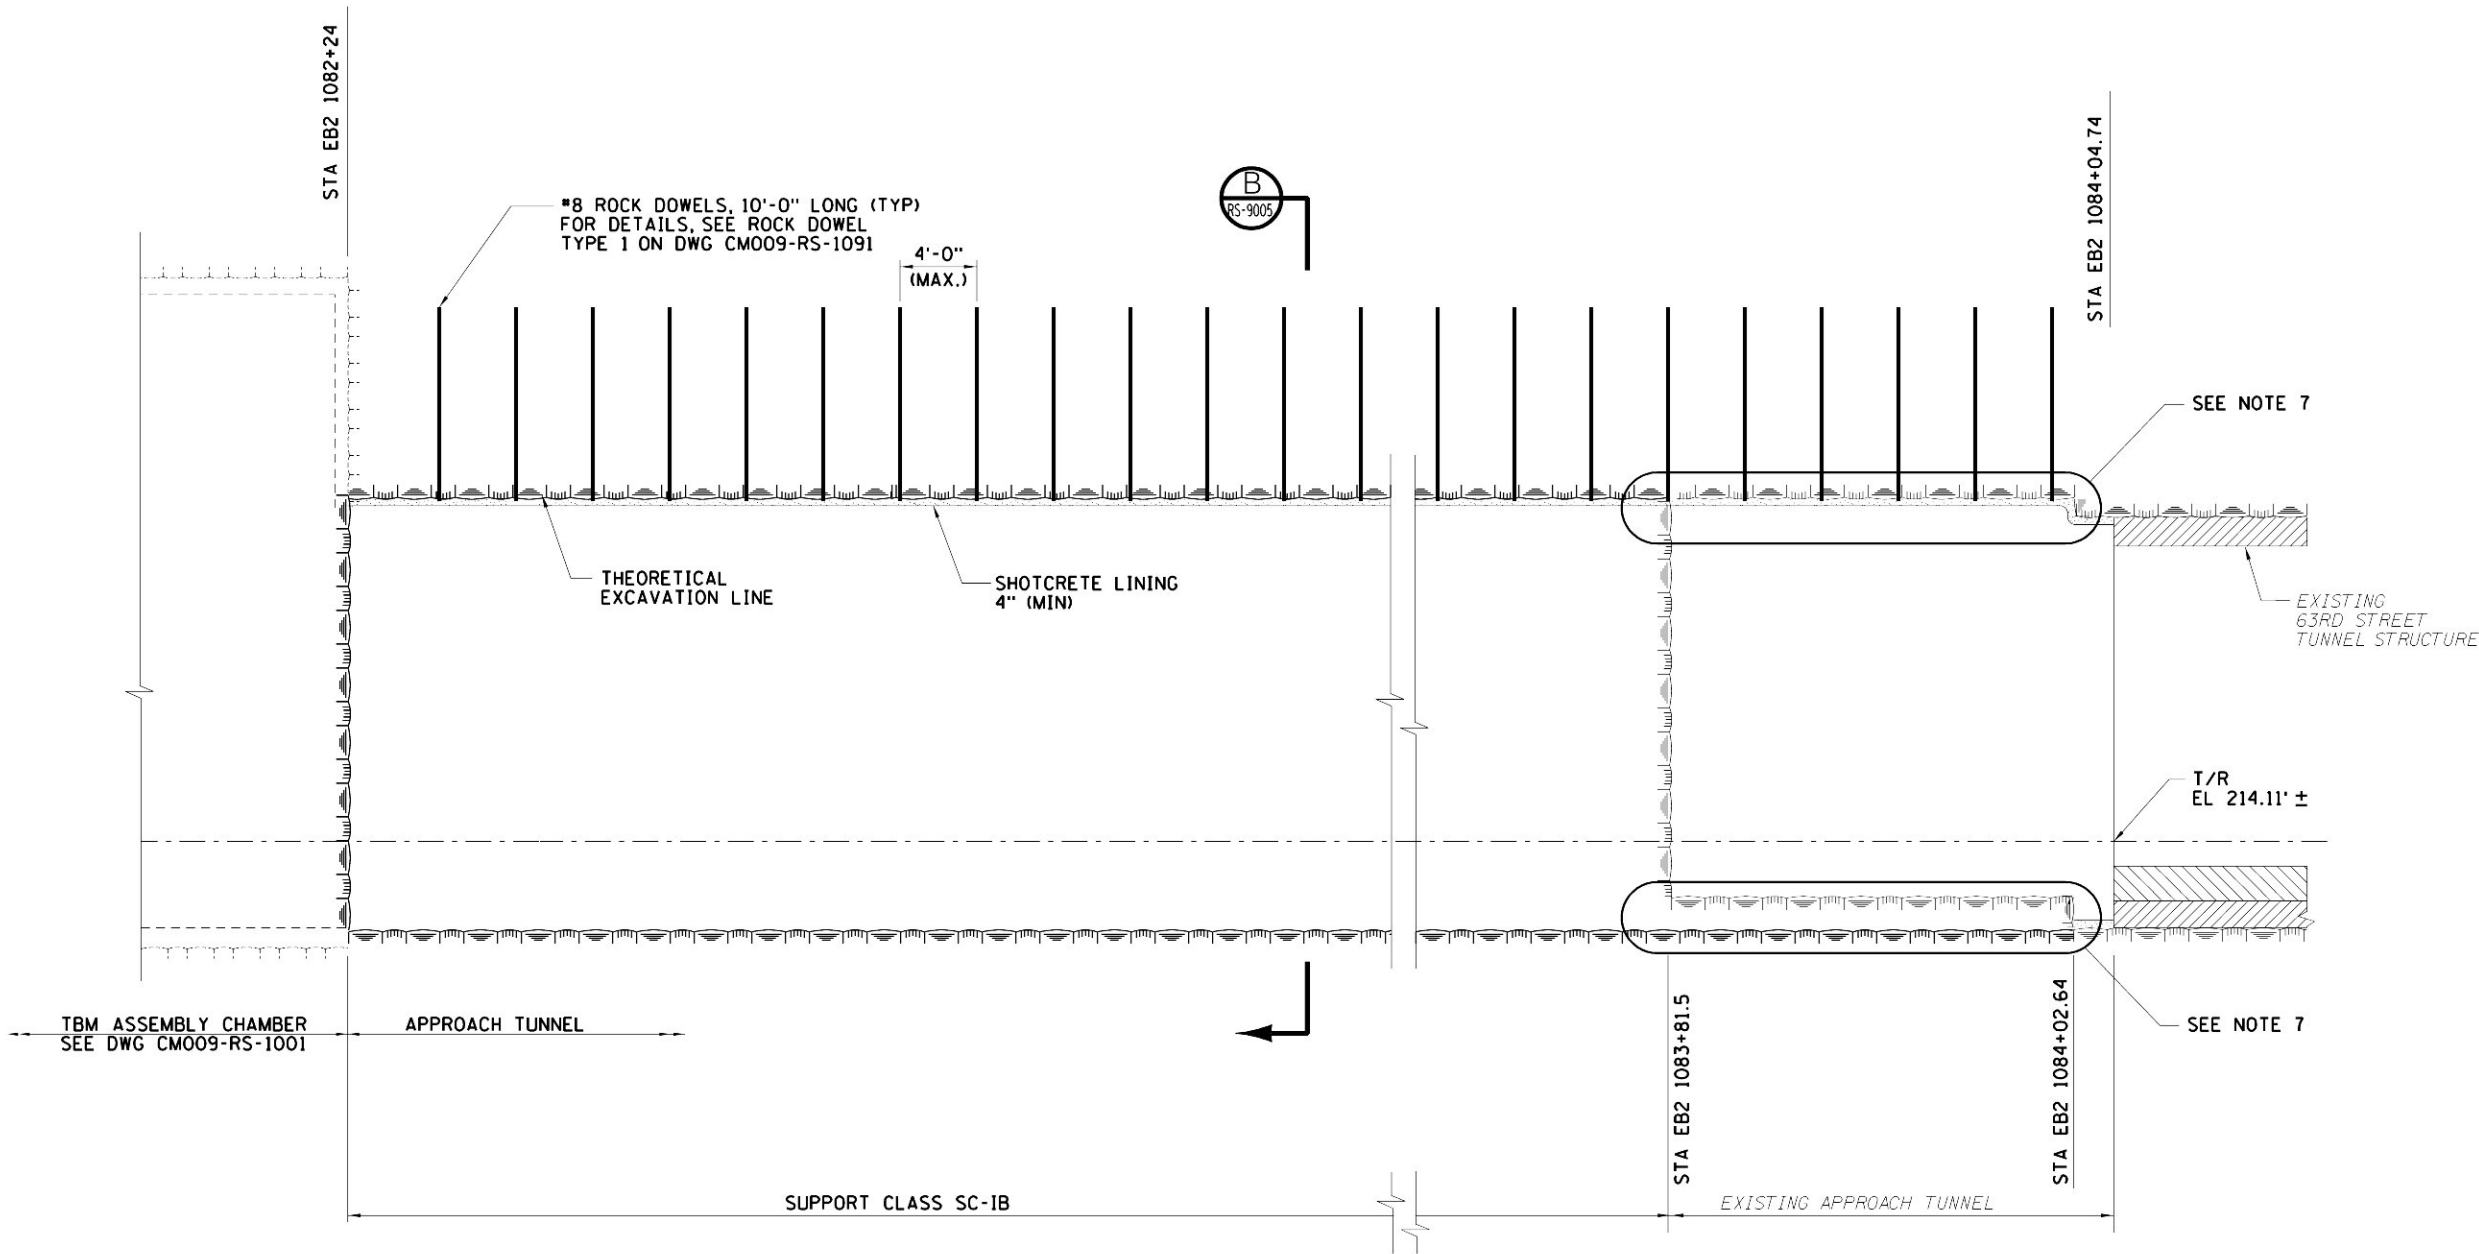 STA EB2 1082+24
#8 ROCK DOWELS, 10'-0" LONG (TYP)
FOR DETAILS, SEE ROCK DOWEL
TYPE 1 ON DWG CM009-RS-1091
4'-0"
(MAX.)
B
RS-9005
STA EB2 1084+04.74
SEE NOTE 7
THEORETICAL
EXCAVATION LINE
SHOTCRETE LINING
4" (MIN)
EXISTING
63RD STREET
TUNNEL STRUCTURE
T/R
EL 214.11' ±
TBM ASSEMBLY CHAMBER
SEE DWG CM009-RS-1001
APPROACH TUNNEL
STA EB2 1083+81.5
STA EB2 1084+02.64
SEE NOTE 7
SUPPORT CLASS SC-IB
EXISTING APPROACH TUNNEL